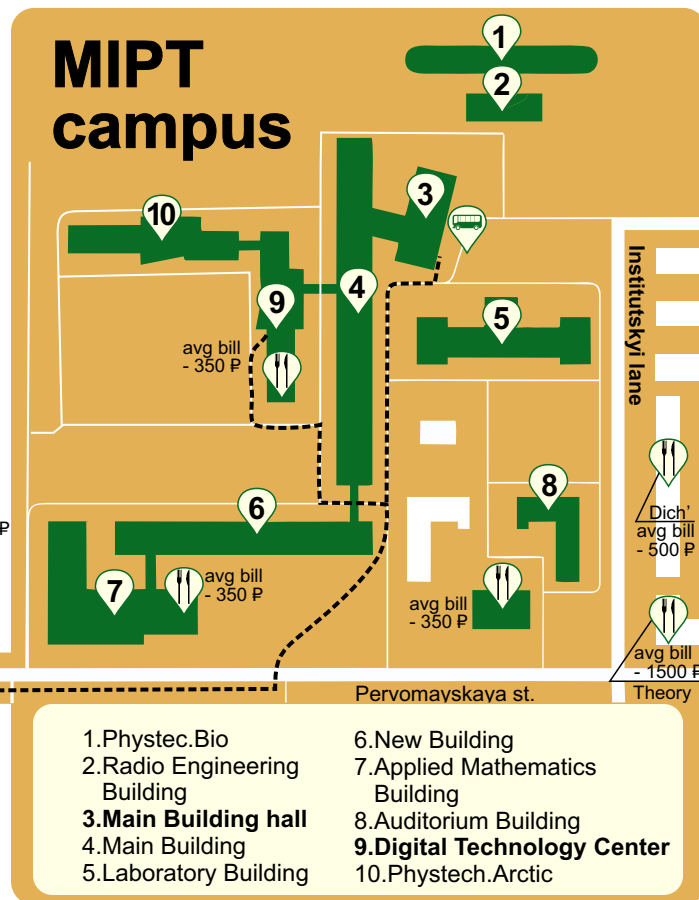 MIPT
campus
1
2
3
10
4
9
5
avg bill
- 350 ₽
Institutskyi lane
6
8
Dich'
avg bill
- 500 ₽
₽
7
avg bill
- 350 ₽
avg bill
- 350 ₽
avg bill
- 1500 ₽
Theory
Pervomayskaya st.
1.Phystec.Bio
2.Radio Engineering
Building
3.Main Building hall
4.Main Building
5.Laboratory Building
6.New Building
7.Applied Mathematics
Building
8.Auditorium Building
9.Digital Technology Center
10.Phystech.Arctic